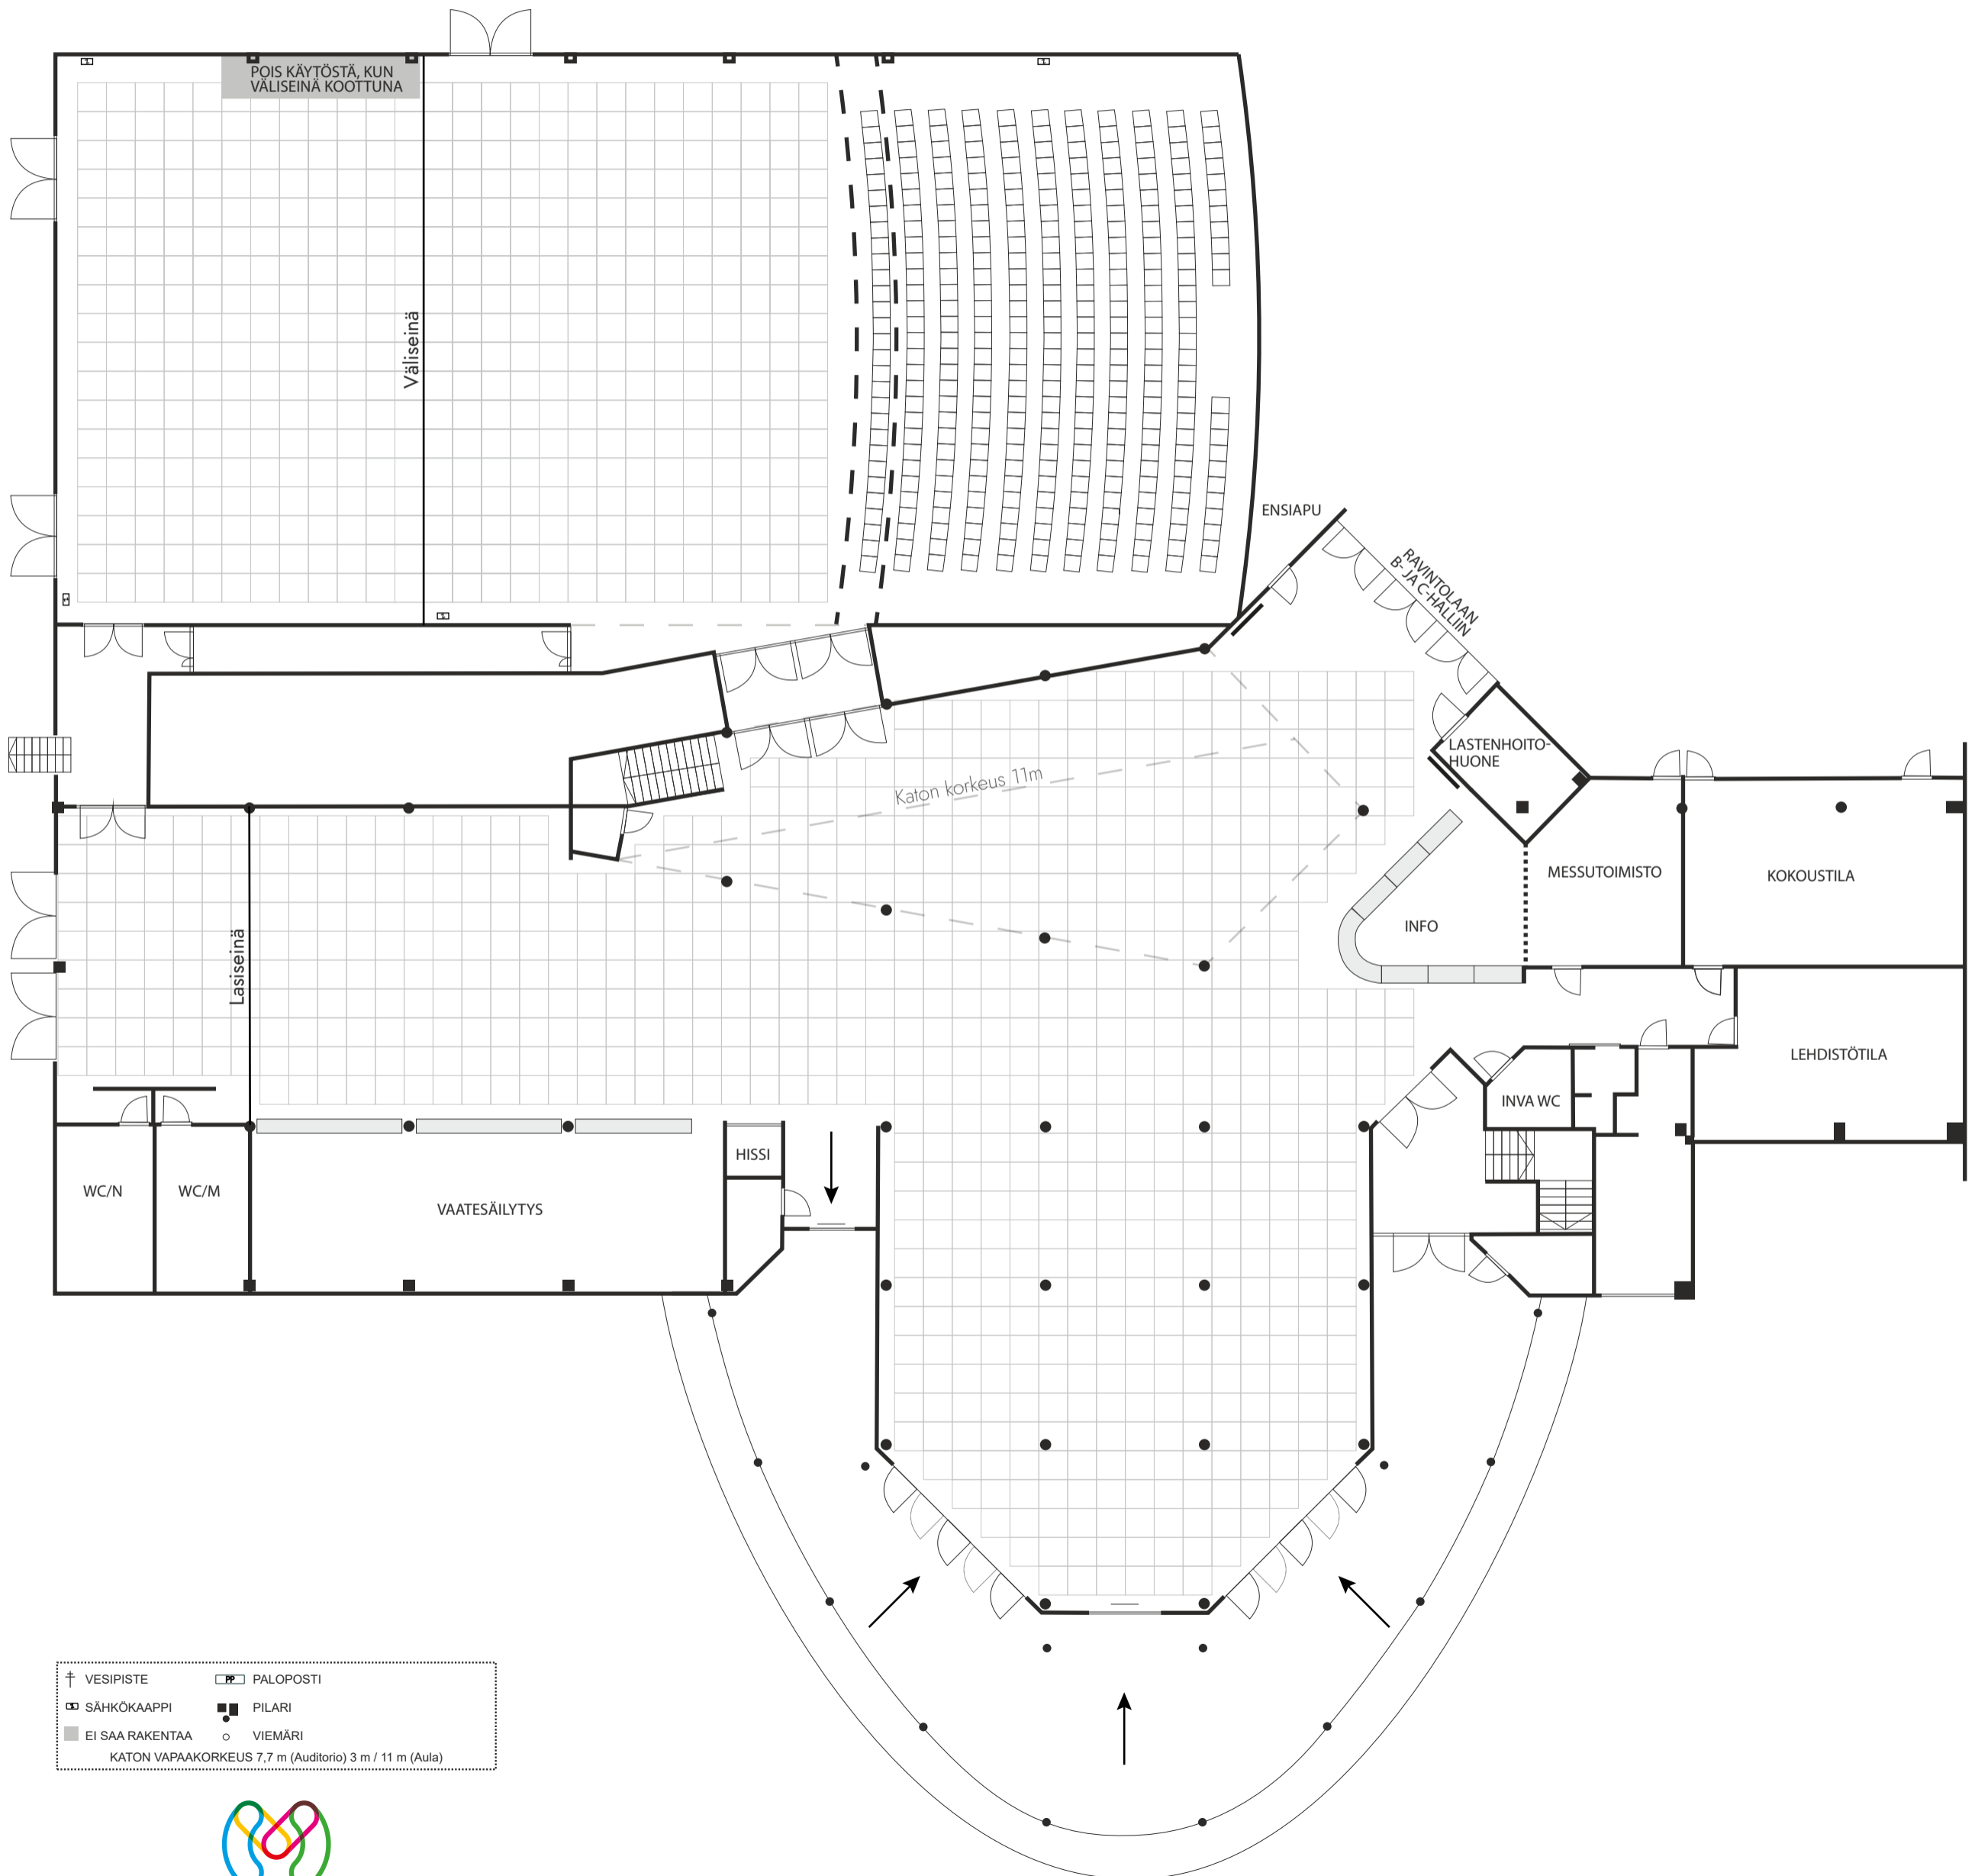 POIS KÄYTÖSTÄ, KUN
VÄLISEINÄ KOOTTUNA
Väliseinä
ENSIAPU
RAVINTOLAAN
B- JA C-HALLIIN
LASTENHOITO-
HUONE
Katon korkeus 11m
MESSUTOIMISTO
KOKOUSTILA
INFO
Lasiseinä
LEHDISTÖTILA
INVA WC
HISSI
WC/N
WC/M
VAATESÄILYTYS
VESIPISTE
PP PALOPOSTI
SÄHKÖKAAPPI
PILARI
EI SAA RAKENTAA
VIEMÄRI
KATON VAPAAKORKEUS 7,7 m (Auditorio) 3 m / 11 m (Aula)